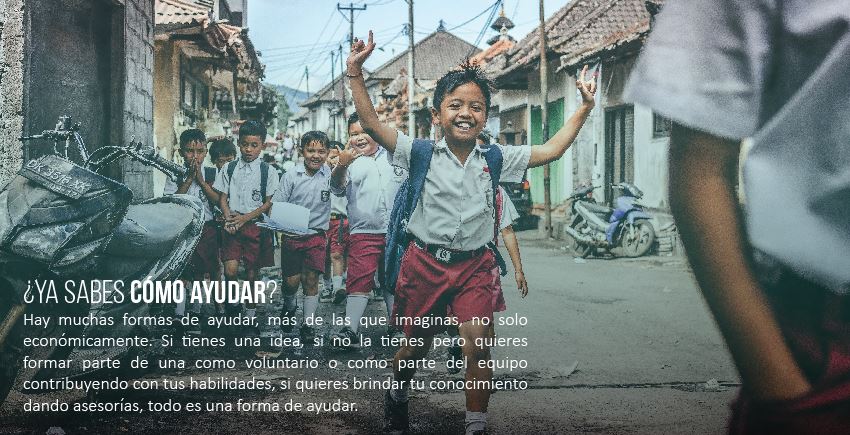 ¿YA SABES CÓMO AYUDAR?
Hay muchas formas de ayudar, más de las que imaginas, no solo
económicamente. Si tienes una idea, si no la tienes pero quieres
formar parte de una como voluntario o como parte del equipo
contribuyendo con tus habilidades, si quieres brindar tu conocimiento
dando asesorías, todo es una forma de ayudar.